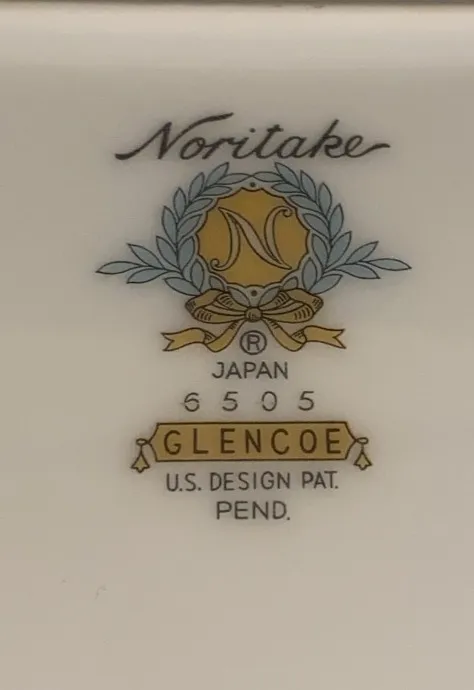 Noritake
N
®
JAPAN
6505
GLENCOE
U.S. DESIGN PAT.
PEND.